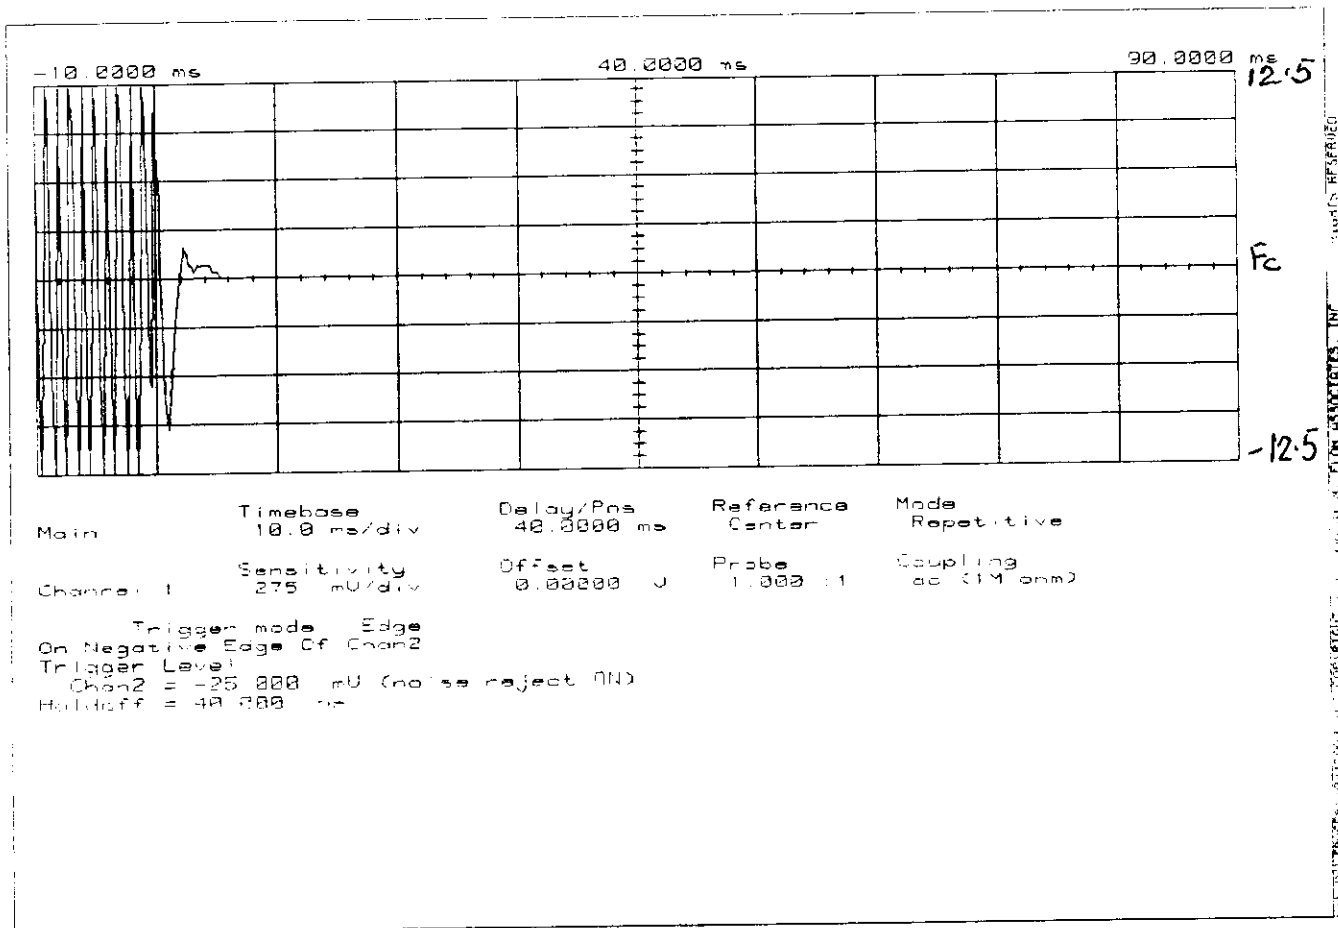 -10.0000 ms 40.0000 ms 90.0000 ms
12.5
Fc
-12.5
Timebase Delay/Pos Reference Mode
Main 10.0 ms/div 40.0000 ms Center Repetitive
Sensitivity Offset Probe Coupling
Channel 1 275 mV/div 0.00000 V 1.000 :1 ac (1M ohm)
Trigger mode Edge
On Negative Edge Of Chan2
Trigger Level
Chan2 = -25.000 mV (noise reject ON)
Holdoff = 40.000
RESERVED
ASSOCIATES, INC